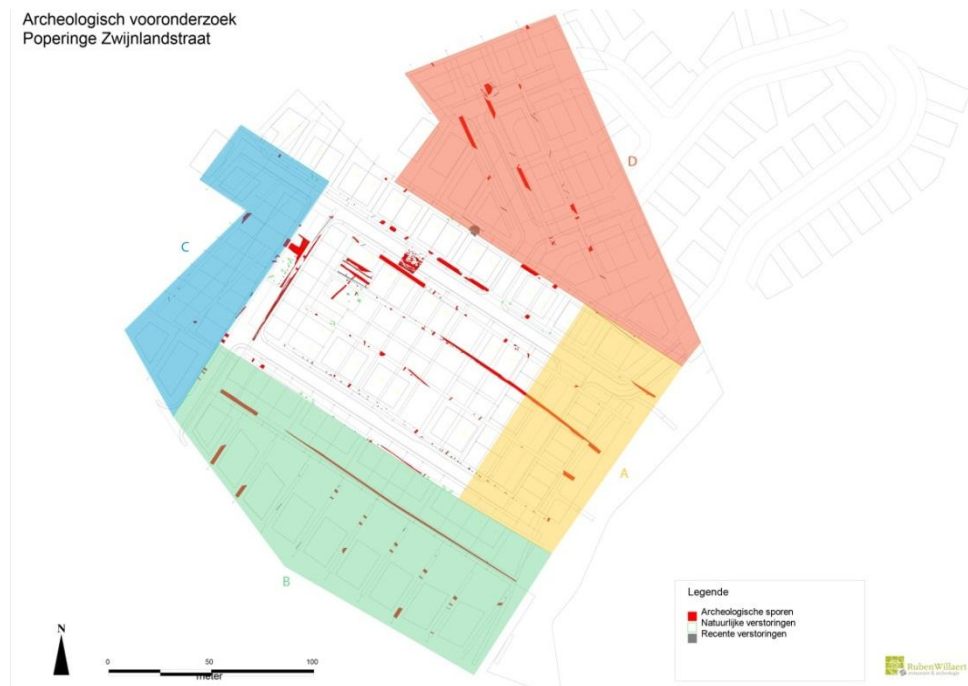 Archeologisch vooronderzoek
Poperinge Zwijnlandstraat
D
C
A
B
N
0 50 100
meter
Legende
Archeologische sporen
Natuurlijke verstoringen
Recente verstoringen
RubenWillaert